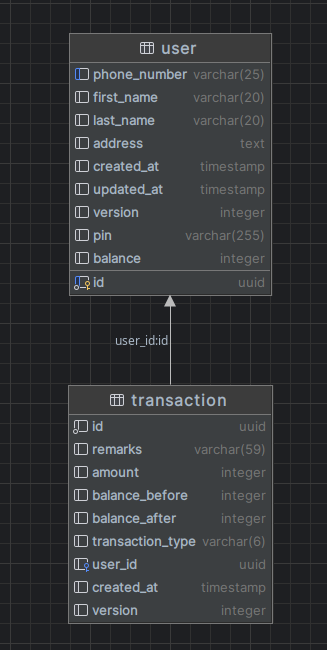 user
phone_number varchar(25)
first_name varchar(20)
last_name varchar(20)
address text
created_at timestamp
updated_at timestamp
version integer
pin varchar(255)
balance integer
id uuid
user_id:id
transaction
id uuid
remarks varchar(59)
amount integer
balance_before integer
balance_after integer
transaction_type varchar(6)
user_id uuid
created_at timestamp
version integer